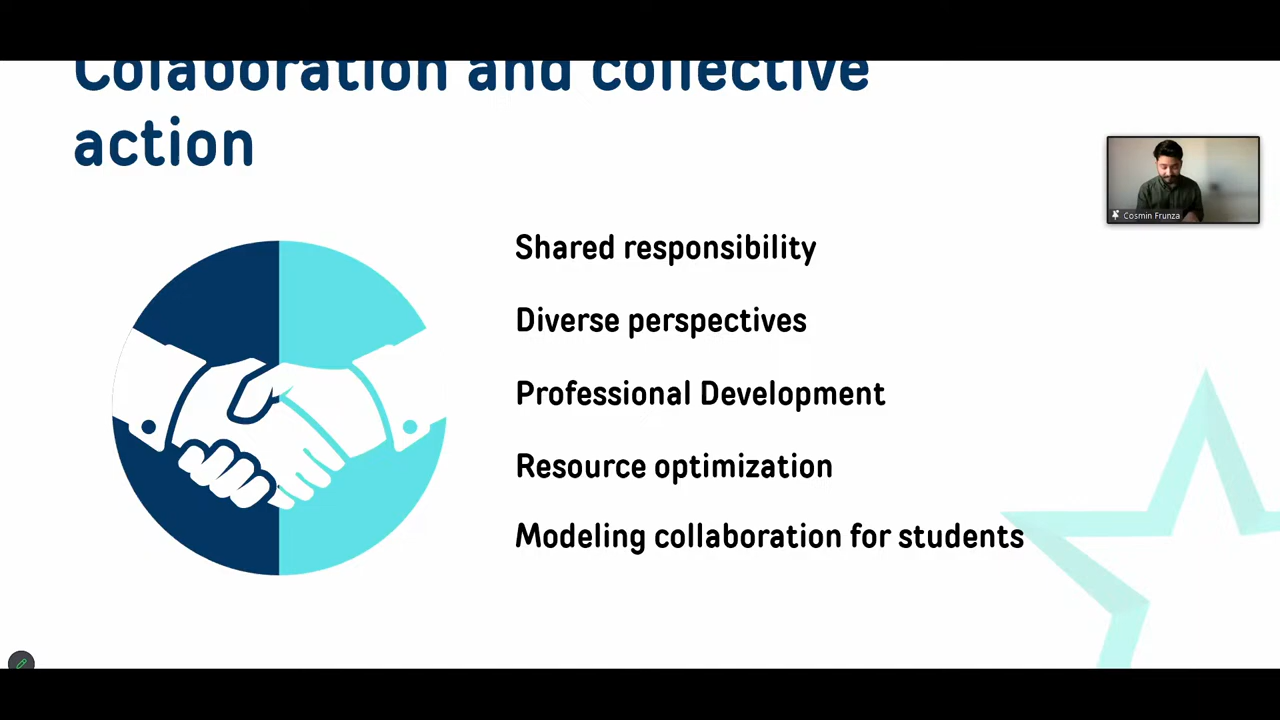 Colaboration and collective
action
Cosmin Frunza
Shared responsibility
Diverse perspectives
Professional Development
Resource optimization
Modeling collaboration for students